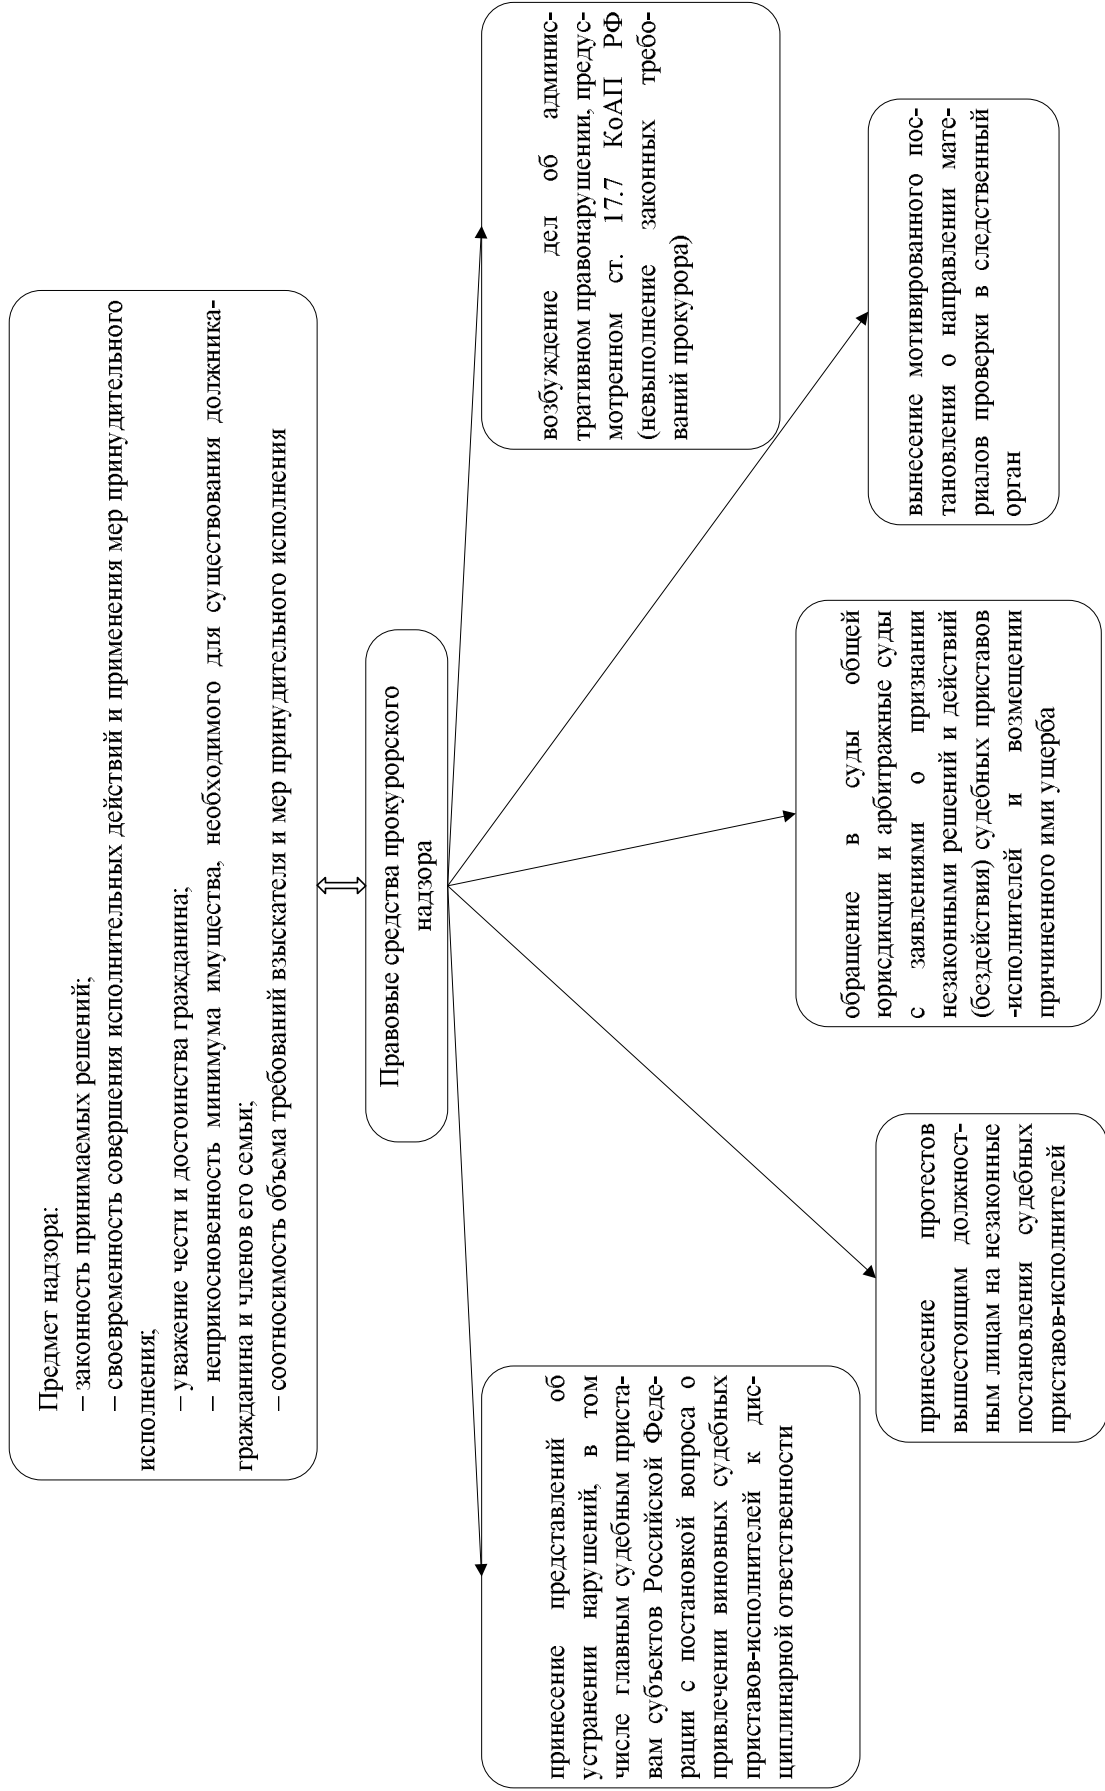 Предмет надзора:
– законность принимаемых решений;
– своевременность совершения исполнительных действий и применения мер принудительного
исполнения;
– уважение чести и достоинства гражданина;
– неприкосновенность минимума имущества, необходимого для существования должника-
гражданина и членов его семьи;
– соотносимость объема требований взыскателя и мер принудительного исполнения
Правовые средства прокурорского
надзора
принесение представлений об
устранении нарушений, в том
числе главным судебным приста-
вам субъектов Российской Феде-
рации с постановкой вопроса о
привлечении виновных судебных
приставов-исполнителей к дис-
циплинарной ответственности
принесение протестов
вышестоящим должност-
ным лицам на незаконные
постановления судебных
приставов-исполнителей
обращение в суды общей
юрисдикции и арбитражные суды
с заявлениями о признании
незаконными решений и действий
(бездействия) судебных приставов
-исполнителей и возмещении
причиненного ими ущерба
вынесение мотивированного пос-
тановления о направлении мате-
риалов проверки в следственный
орган
возбуждение дел об админис-
тративном правонарушении, предус-
мотренном ст. 17.7 КоАП РФ
(невыполнение законных требо-
ваний прокурора)